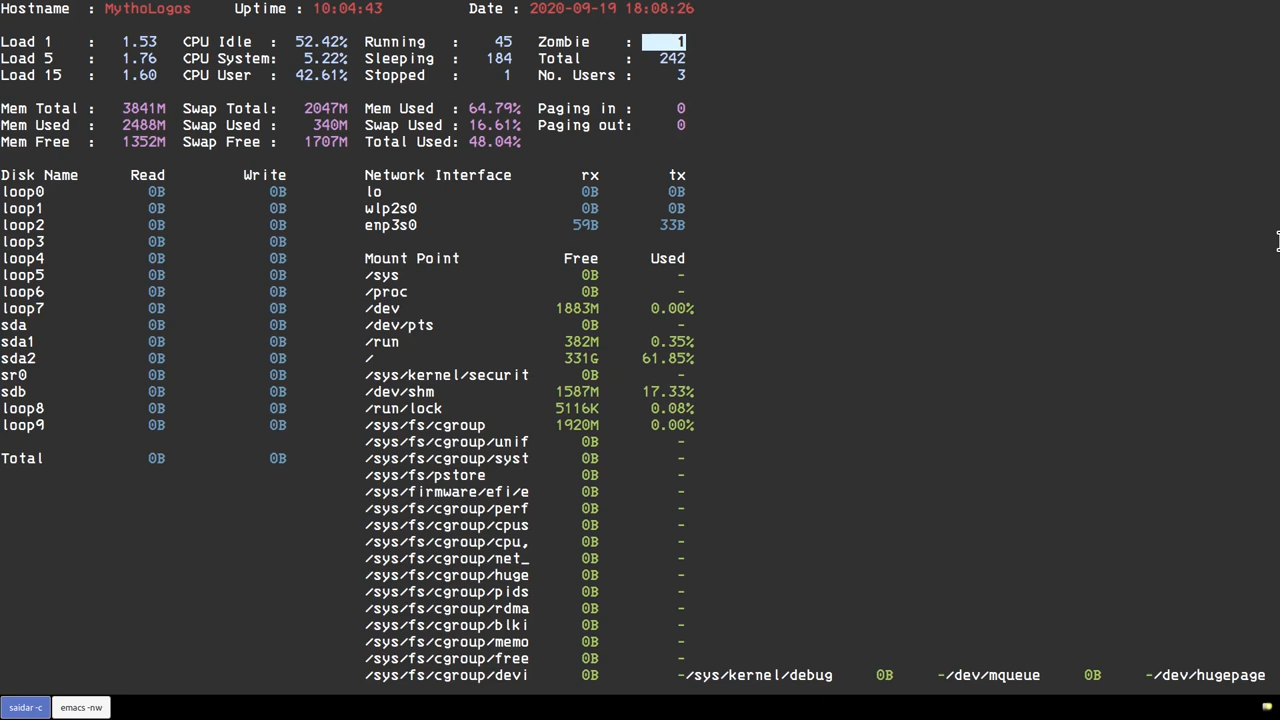 Hostname : MythoLogos Uptime : 10:04:43 Date : 2020-09-19 18:08:26
Load 1 : 1.53 CPU Idle : 52.42% Running : 45 Zombie : 1
Load 5 : 1.76 CPU System: 5.22% Sleeping : 184 Total : 242
Load 15 : 1.60 CPU User : 42.61% Stopped : 1 No. Users : 3
Mem Total : 3841M Swap Total: 2047M Mem Used : 64.79% Paging in : 0
Mem Used : 2488M Swap Used : 340M Swap Used : 16.61% Paging out: 0
Mem Free : 1352M Swap Free : 1707M Total Used: 48.04%
Disk Name Read Write Network Interface rx tx
loop0 0B 0B lo 0B 0B
loop1 0B 0B wlp2s0 0B 0B
loop2 0B 0B enp3s0 59B 33B
loop3 0B 0B
loop4 0B 0B Mount Point Free Used
loop5 0B 0B /sys 0B -
loop6 0B 0B /proc 0B -
loop7 0B 0B /dev 1883M 0.00%
sda 0B 0B /dev/pts 0B -
sda1 0B 0B /run 382M 0.35%
sda2 0B 0B / 331G 61.85%
sr0 0B 0B /sys/kernel/securit 0B -
sdb 0B 0B /dev/shm 1587M 17.33%
loop8 0B 0B /run/lock 5116K 0.08%
loop9 0B 0B /sys/fs/cgroup 1920M 0.00%
/sys/fs/cgroup/unif 0B -
Total 0B 0B /sys/fs/cgroup/syst 0B -
/sys/fs/pstore 0B -
/sys/firmware/efi/e 0B -
/sys/fs/cgroup/perf 0B -
/sys/fs/cgroup/cpus 0B -
/sys/fs/cgroup/cpu, 0B -
/sys/fs/cgroup/net_ 0B -
/sys/fs/cgroup/huge 0B -
/sys/fs/cgroup/pids 0B -
/sys/fs/cgroup/rdma 0B -
/sys/fs/cgroup/blki 0B -
/sys/fs/cgroup/memo 0B -
/sys/fs/cgroup/free 0B -
/sys/fs/cgroup/devi 0B -/sys/kernel/debug 0B -/dev/mqueue 0B -/dev/hugepage
saidar -c emacs -nw